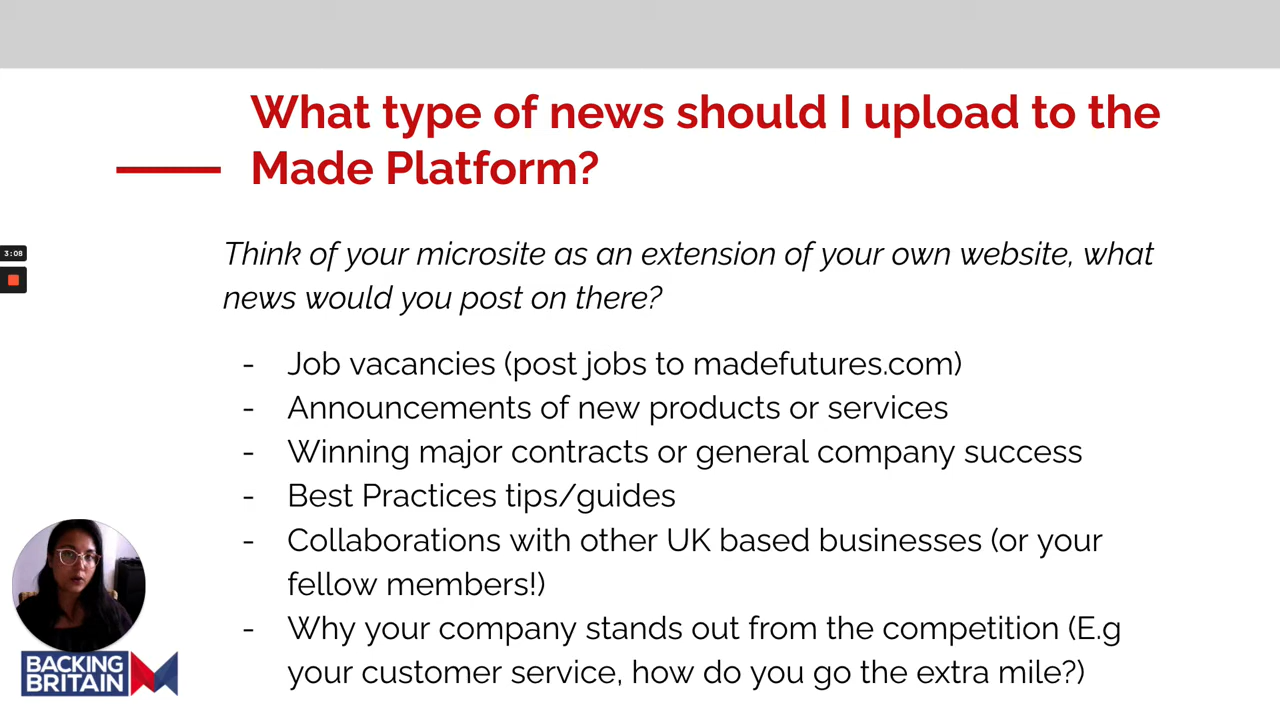 What type of news should I upload to the
Made Platform?
Think of your microsite as an extension of your own website, what
news would you post on there?
3:08
- Job vacancies (post jobs to madefutures.com)
- Announcements of new products or services
- Winning major contracts or general company success
- Best Practices tips/guides
- Collaborations with other UK based businesses (or your
fellow members!)
- Why your company stands out from the competition (E.g
your customer service, how do you go the extra mile?)
BACKING
BRITAIN